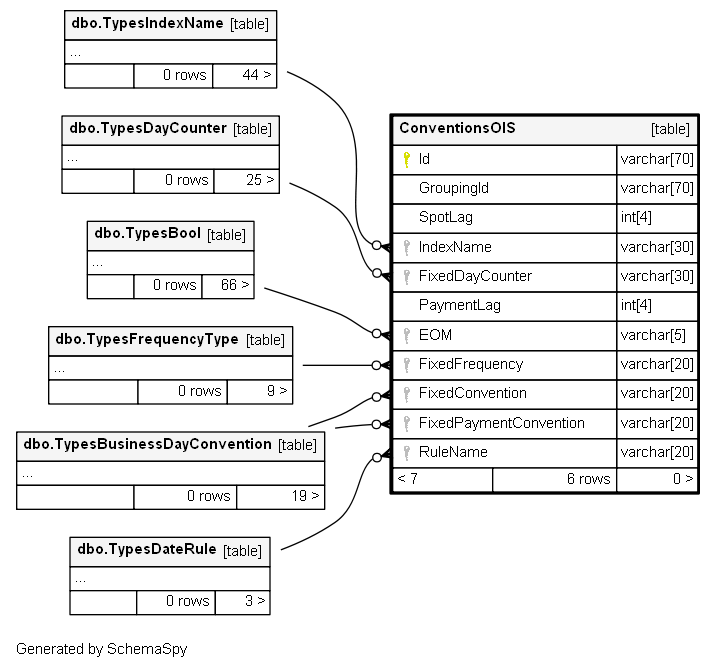 dbo.TypesIndexName [table]
...
0 rows 44 >
dbo.TypesDayCounter [table]
...
0 rows 25 >
dbo.TypesBool [table]
...
0 rows 66 >
dbo.TypesFrequencyType [table]
...
0 rows 9 >
dbo.TypesBusinessDayConvention [table]
...
0 rows 19 >
dbo.TypesDateRule [table]
...
0 rows 3 >
ConventionsOIS [table]
Id varchar[70]
GroupingId varchar[70]
SpotLag int[4]
IndexName varchar[30]
FixedDayCounter varchar[30]
PaymentLag int[4]
EOM varchar[5]
FixedFrequency varchar[20]
FixedConvention varchar[20]
FixedPaymentConvention varchar[20]
RuleName varchar[20]
< 7 6 rows 0 >
Generated by SchemaSpy